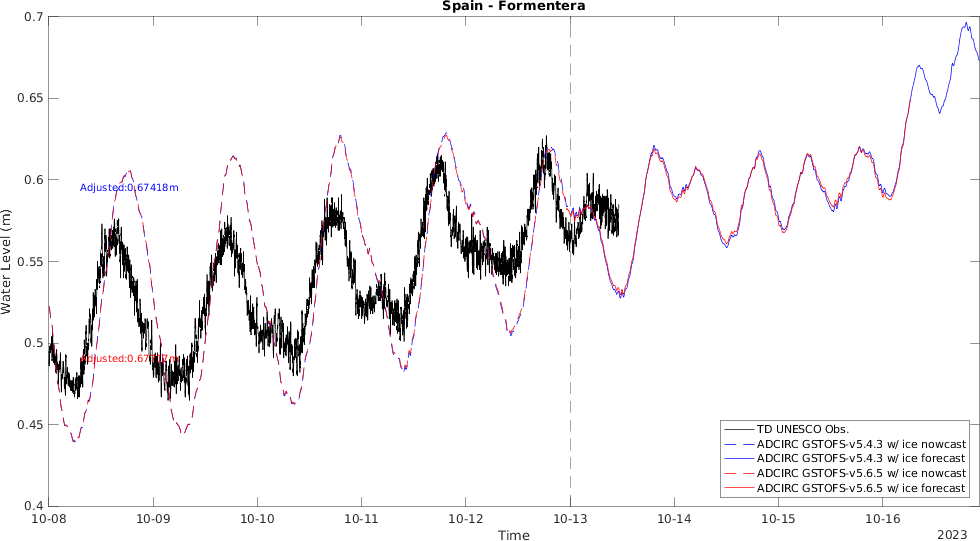 Spain - Formentera
0.7
0.65
0.6
0.55
0.5
0.45
0.4
Water Level (m)
Adjusted:0.67418m
TD UNESCO Obs.
ADCIRC GSTOFS-v5.4.3 w/ ice nowcast
ADCIRC GSTOFS-v5.4.3 w/ ice forecast
ADCIRC GSTOFS-v5.6.5 w/ ice nowcast
ADCIRC GSTOFS-v5.6.5 w/ ice forecast
10-08
10-09
10-10
10-11
10-12
10-13
10-14
10-15
10-16
Time
2023